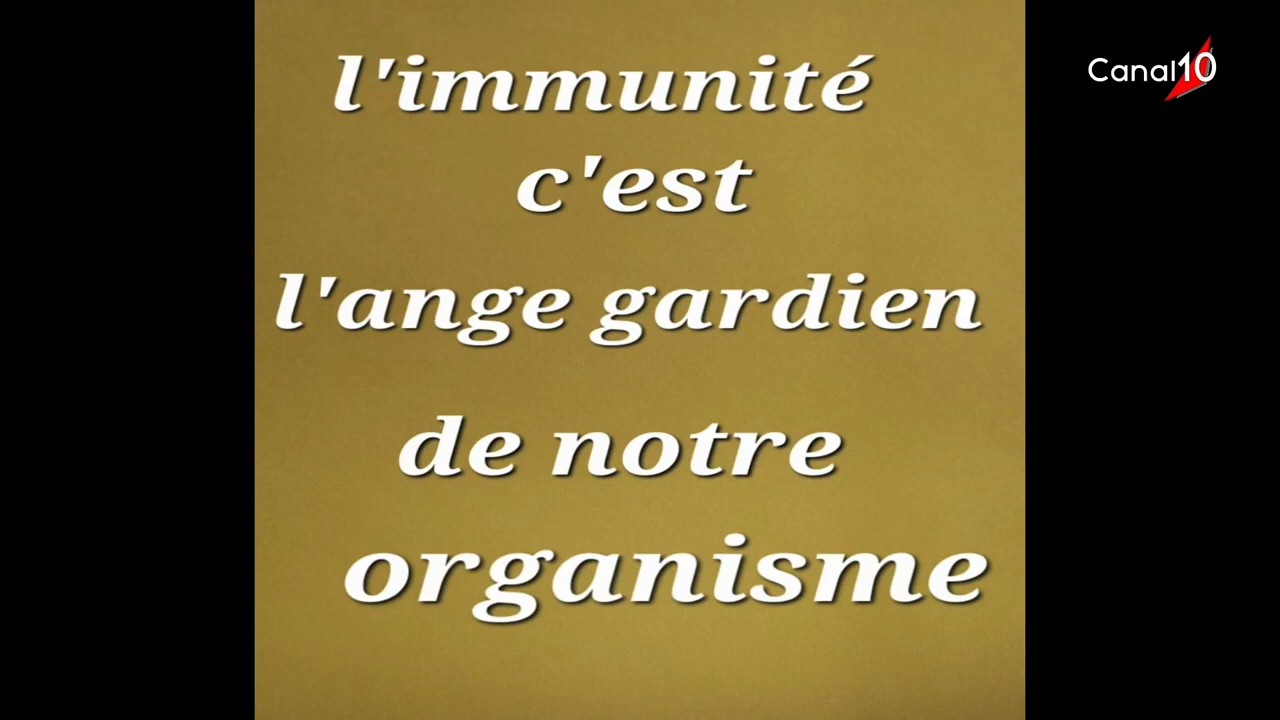 l'immunité
c'est
l'ange gardien
de notre
organisme
Canal10